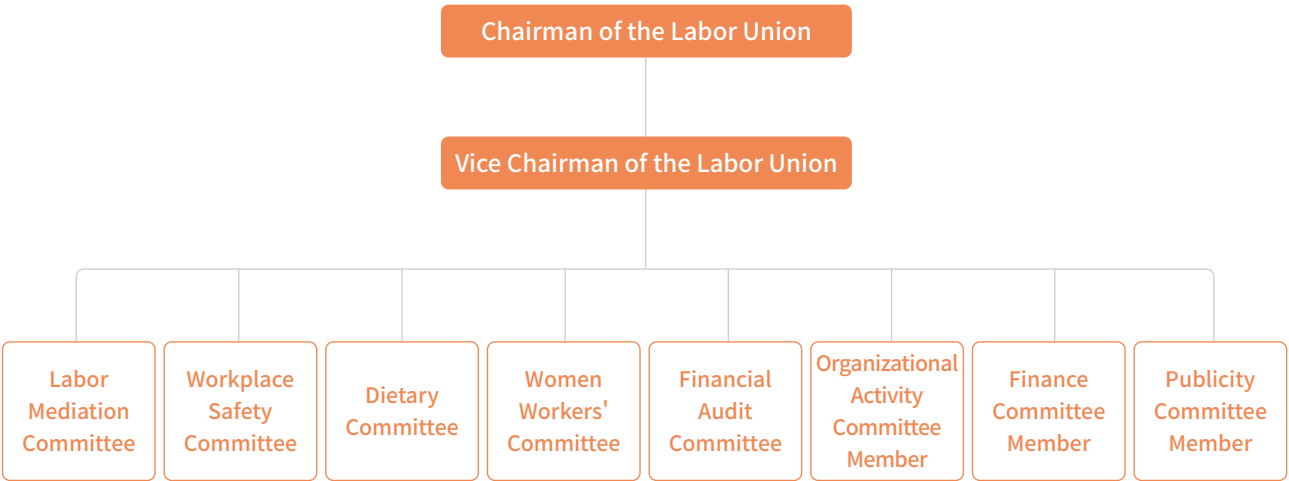 Chairman of the Labor Union
Vice Chairman of the Labor Union
Labor
Mediation
Committee
Workplace
Safety
Committee
Dietary
Committee
Women
Workers'
Committee
Financial
Audit
Committee
Organizational
Activity
Committee
Member
Finance
Committee
Member
Publicity
Committee
Member